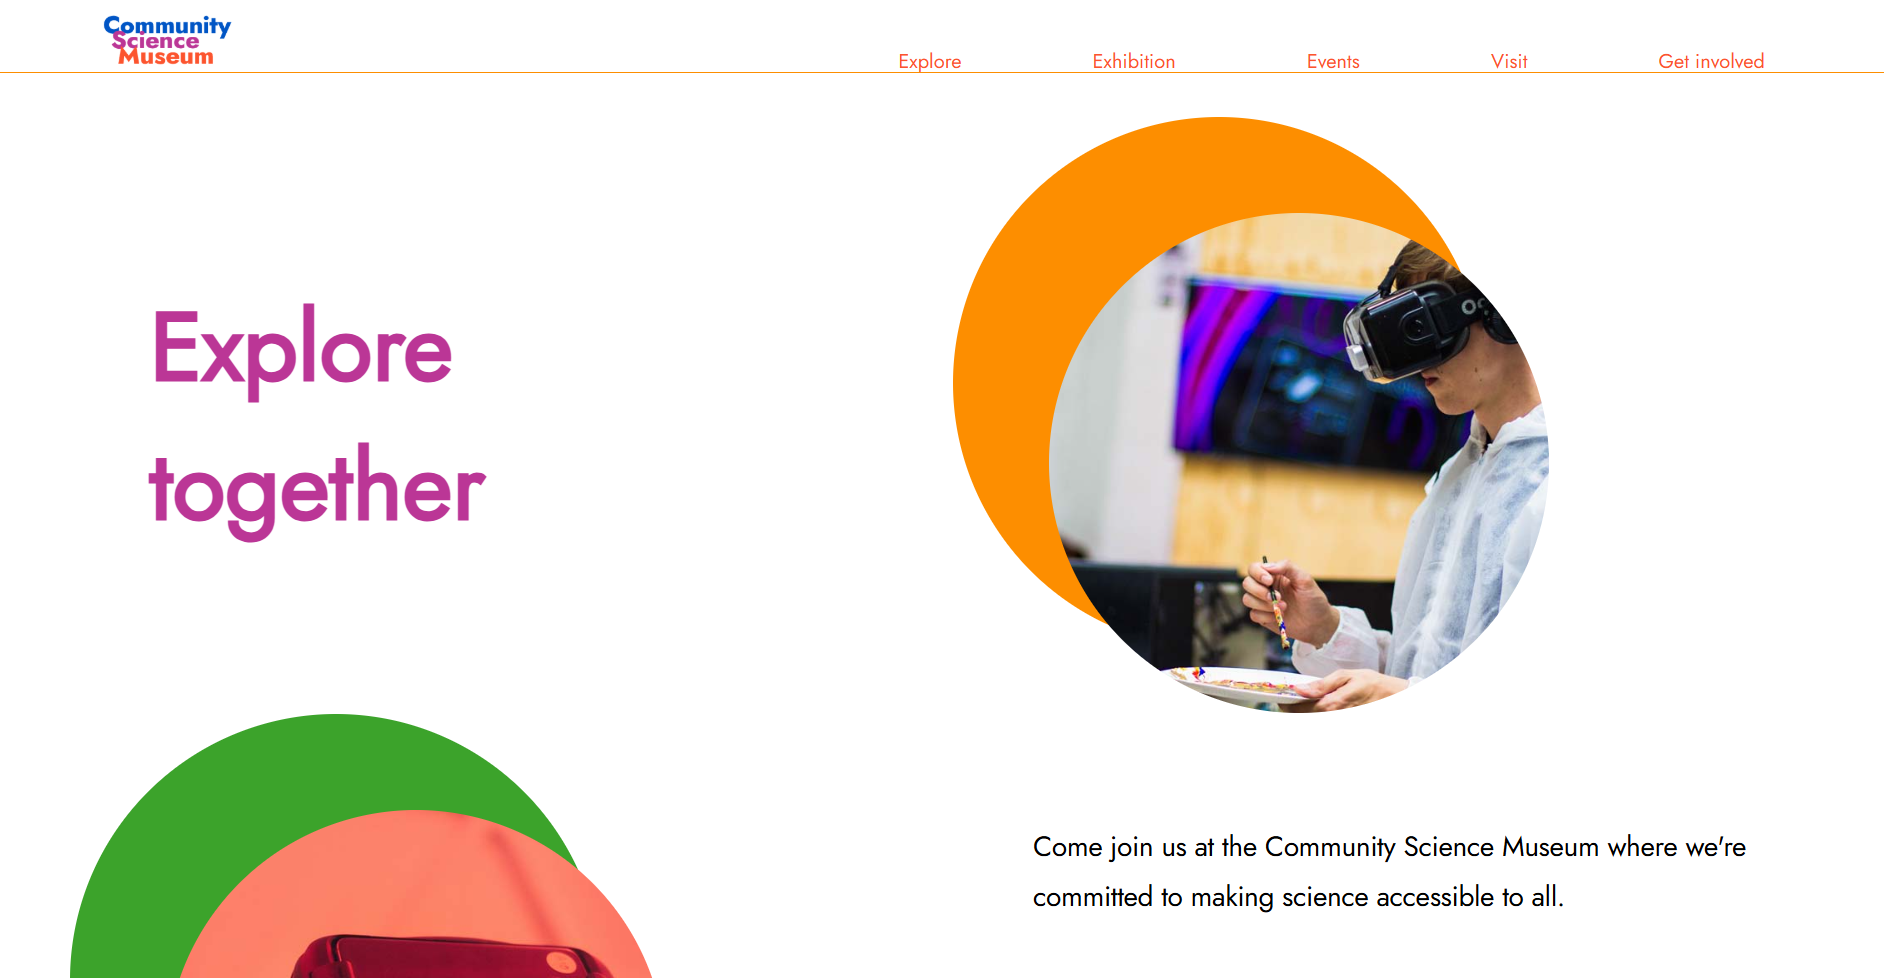 Community
Science
Museum
Explore
Exhibition
Events
Visit
Get involved
Explore
together
Come join us at the Community Science Museum where we're
committed to making science accessible to all.